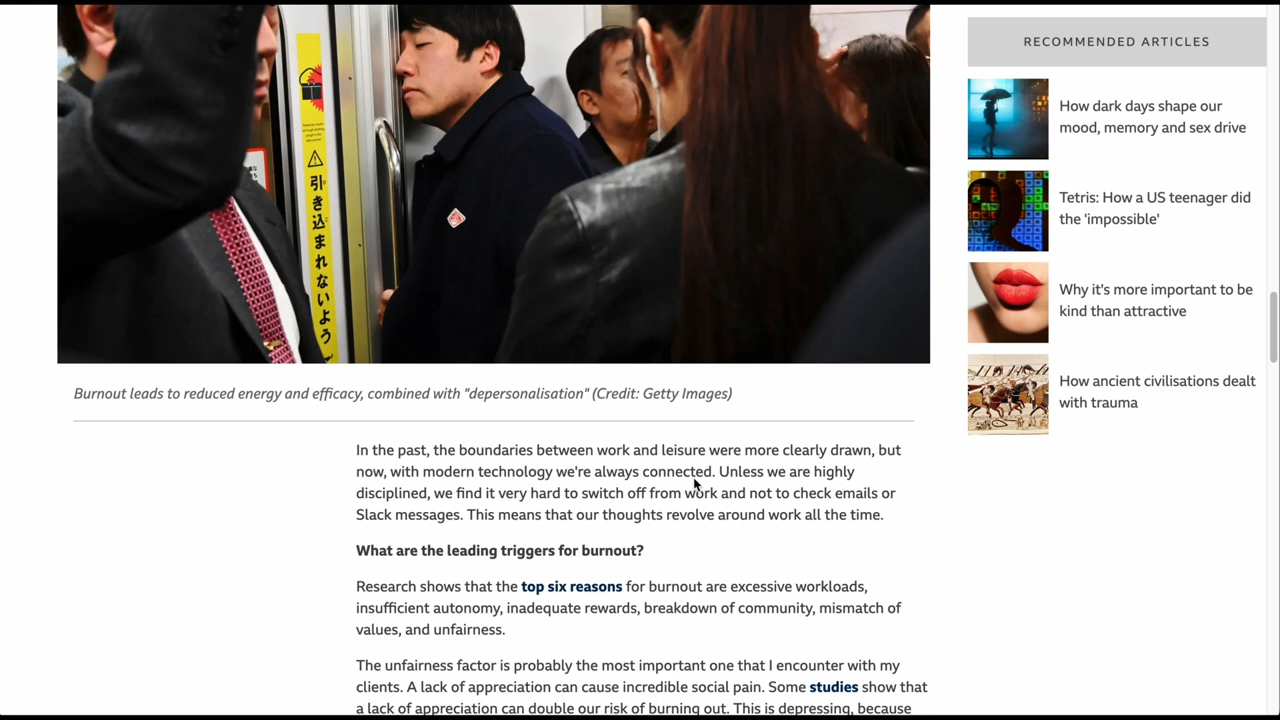 引き込まれないよう
Burnout leads to reduced energy and efficacy, combined with "depersonalisation" (Credit: Getty Images)
In the past, the boundaries between work and leisure were more clearly drawn, but
now, with modern technology we're always connected. Unless we are highly
disciplined, we find it very hard to switch off from work and not to check emails or
Slack messages. This means that our thoughts revolve around work all the time.
What are the leading triggers for burnout?
Research shows that the top six reasons for burnout are excessive workloads,
insufficient autonomy, inadequate rewards, breakdown of community, mismatch of
values, and unfairness.
The unfairness factor is probably the most important one that I encounter with my
clients. A lack of appreciation can cause incredible social pain. Some studies show that
a lack of appreciation can double our risk of burning out. This is depressing, because
RECOMMENDED ARTICLES
How dark days shape our
mood, memory and sex drive
Tetris: How a US teenager did
the 'impossible'
Why it's more important to be
kind than attractive
How ancient civilisations dealt
with trauma